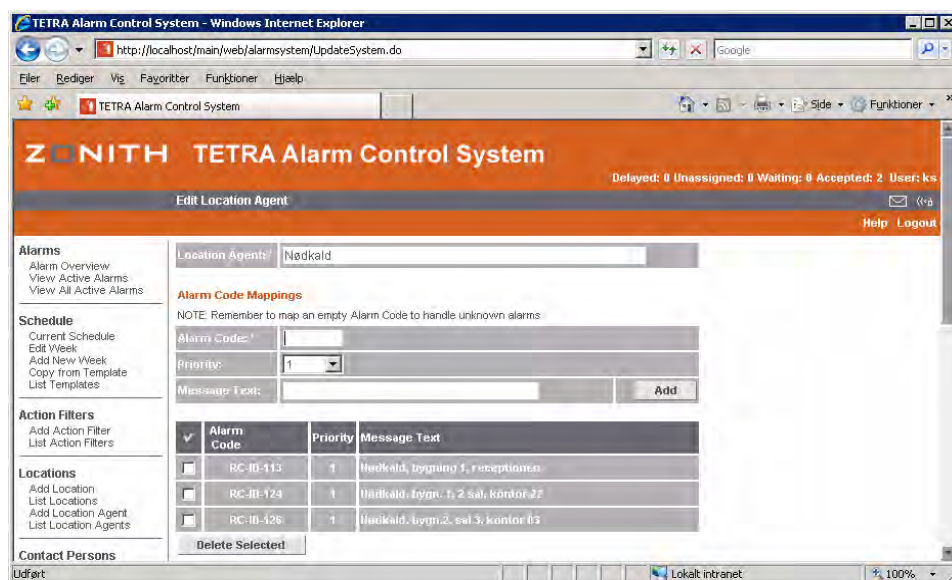 TETRA Alarm Control System - Windows Internet Explorer
http://localhost/main/web/alarmsystem/UpdateSystem.do
Google
Filer Rediger Vis Favoritter Funktioner Hjælp
TETRA Alarm Control System
Side Funktioner
ZONITH TETRA Alarm Control System
Delayed: 0 Unassigned: 0 Waiting: 0 Accepted: 2 User: ks
Edit Location Agent
Help Logout
Alarms
Alarm Overview
View Active Alarms
View All Active Alarms
Schedule
Current Schedule
Edit Week
Add New Week
Copy from Template
List Templates
Action Filters
Add Action Filter
List Action Filters
Locations
Add Location
List Locations
Add Location Agent
List Location Agents
Contact Persons
Location Agent:* Nødkald
Alarm Code Mappings
NOTE: Remember to map an empty Alarm Code to handle unknown alarms
Alarm Code:*
Priority: 1
Message Text: Add
Alarm Code Priority Message Text
RC-ID-113 1 Nødkald, bygning 1, receptionen
RC-ID-124 1 Nødkald, bygn. 1, 2 sal, kontor 22
RC-ID-126 1 Nødkald, bygn.2, sal 3, kontor 03
Delete Selected
Udført Lokalt intranet 100%